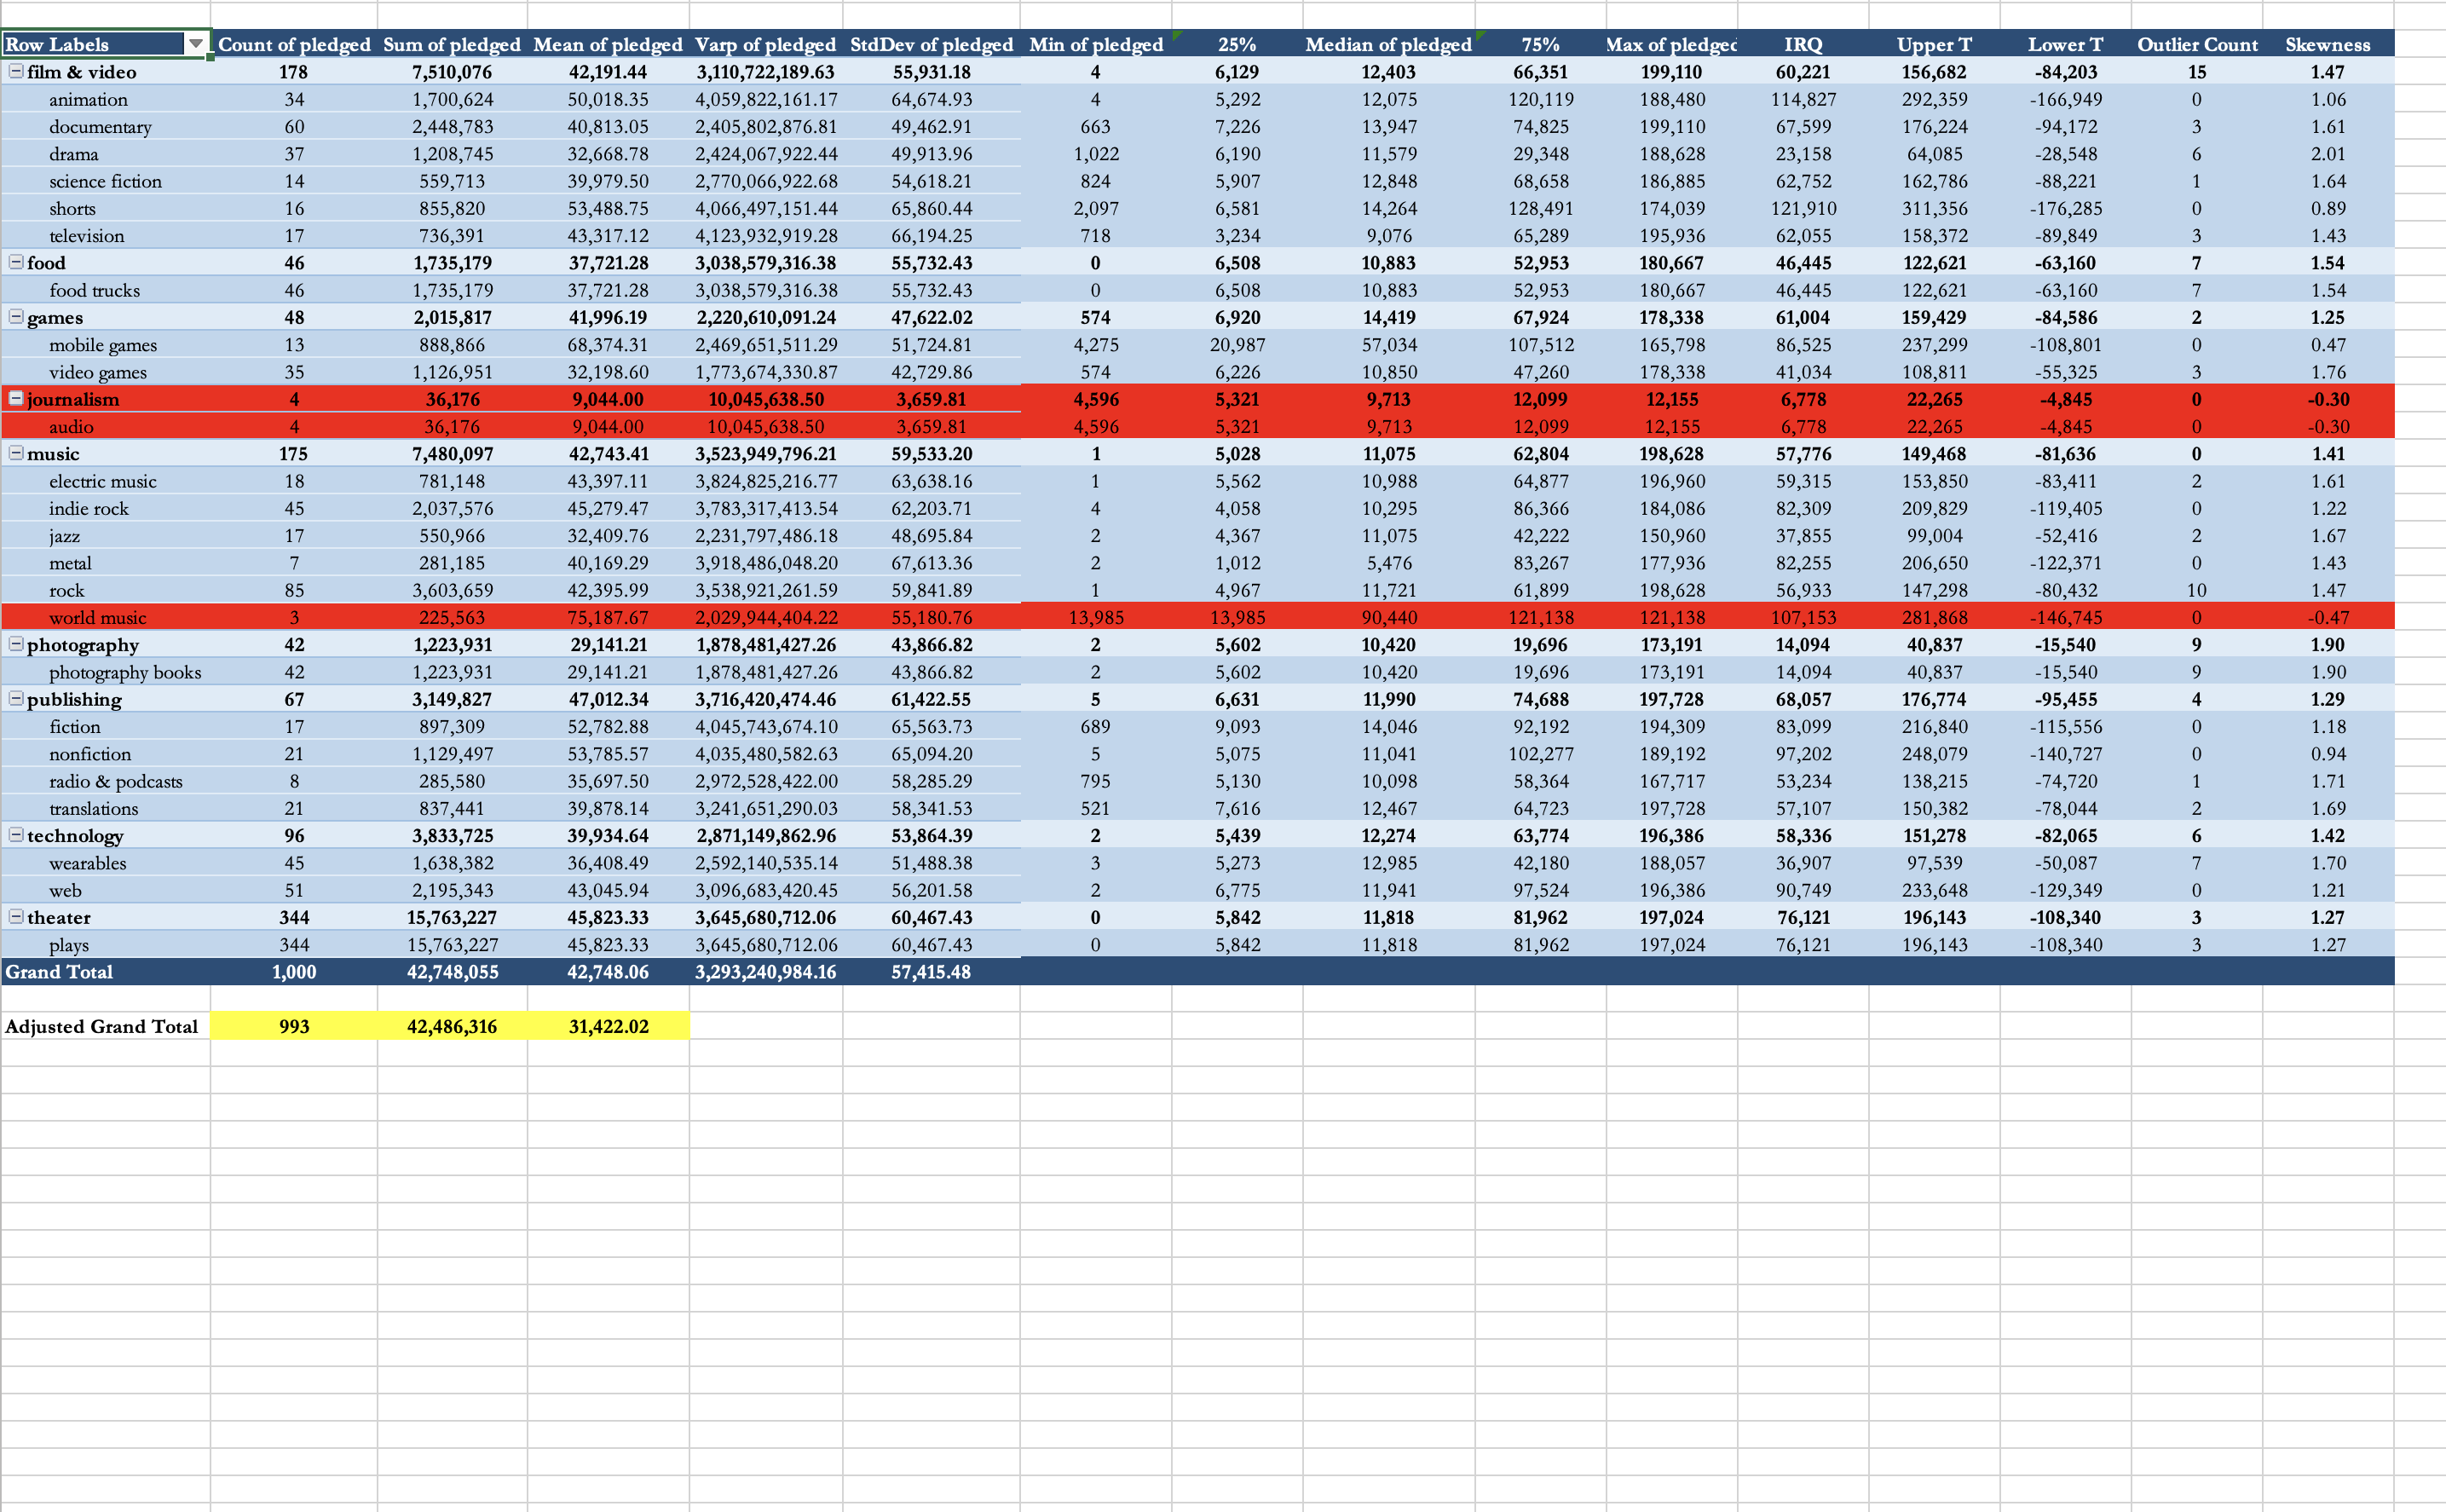 Row Labels Count of pledged Sum of pledged Mean of pledged Varp of pledged StdDev of pledged Min of pledged 25% Median of pledged 75% Max of pledged IRQ Upper T Lower T Outlier Count Skewness
film & video 178 7,510,076 42,191.44 3,110,722,189.63 55,931.18 4 6,129 12,403 66,351 199,110 60,221 156,682 -84,203 15 1.47
animation 34 1,700,624 50,018.35 4,059,822,161.17 64,674.93 4 5,292 12,075 120,119 188,480 114,827 292,359 -166,949 0 1.06
documentary 60 2,448,783 40,813.05 2,405,802,876.81 49,462.91 663 7,226 13,947 74,825 199,110 67,599 176,224 -94,172 3 1.61
drama 37 1,208,745 32,668.78 2,424,067,922.44 49,913.96 1,022 6,190 11,579 29,348 188,628 23,158 64,085 -28,548 6 2.01
science fiction 14 559,713 39,979.50 2,770,066,922.68 54,618.21 824 5,907 12,848 68,658 186,885 62,752 162,786 -88,221 1 1.64
shorts 16 855,820 53,488.75 4,066,497,151.44 65,860.44 2,097 6,581 14,264 128,491 174,039 121,910 311,356 -176,285 0 0.89
television 17 736,391 43,317.12 4,123,932,919.28 66,194.25 718 3,234 9,076 65,289 195,936 62,055 158,372 -89,849 3 1.43
food 46 1,735,179 37,721.28 3,038,579,316.38 55,732.43 0 6,508 10,883 52,953 180,667 46,445 122,621 -63,160 7 1.54
food trucks 46 1,735,179 37,721.28 3,038,579,316.38 55,732.43 0 6,508 10,883 52,953 180,667 46,445 122,621 -63,160 7 1.54
games 48 2,015,817 41,996.19 2,220,610,091.24 47,622.02 574 6,920 14,419 67,924 178,338 61,004 159,429 -84,586 2 1.25
mobile games 13 888,866 68,374.31 2,469,651,511.29 51,724.81 4,275 20,987 57,034 107,512 165,798 86,525 237,299 -108,801 0 0.47
video games 35 1,126,951 32,198.60 1,773,674,330.87 42,729.86 574 6,226 10,850 47,260 178,338 41,034 108,811 -55,325 3 1.76
journalism 4 36,176 9,044.00 10,045,638.50 3,659.81 4,596 5,321 9,713 12,099 12,155 6,778 22,265 -4,845 0 -0.30
audio 4 36,176 9,044.00 10,045,638.50 3,659.81 4,596 5,321 9,713 12,099 12,155 6,778 22,265 -4,845 0 -0.30
music 175 7,480,097 42,743.41 3,523,949,796.21 59,533.20 1 5,028 11,075 62,804 198,628 57,776 149,468 -81,636 0 1.41
electric music 18 781,148 43,397.11 3,824,825,216.77 63,638.16 1 5,562 10,988 64,877 196,960 59,315 153,850 -83,411 2 1.61
indie rock 45 2,037,576 45,279.47 3,783,317,413.54 62,203.71 4 4,058 10,295 86,366 184,086 82,309 209,829 -119,405 0 1.22
jazz 17 550,966 32,409.76 2,231,797,486.18 48,695.84 2 4,367 11,075 42,222 150,960 37,855 99,004 -52,416 2 1.67
metal 7 281,185 40,169.29 3,918,486,048.20 67,613.36 2 1,012 5,476 83,267 177,936 82,255 206,650 -122,371 0 1.43
rock 85 3,603,659 42,395.99 3,538,921,261.59 59,841.89 1 4,967 11,721 61,899 198,628 56,933 147,298 -80,432 10 1.47
world music 3 225,563 75,187.67 2,029,944,404.22 55,180.76 13,985 13,985 90,440 121,138 121,138 107,153 281,868 -146,745 0 -0.47
photography 42 1,223,931 29,141.21 1,878,481,427.26 43,866.82 2 5,602 10,420 19,696 173,191 14,094 40,837 -15,540 9 1.90
photography books 42 1,223,931 29,141.21 1,878,481,427.26 43,866.82 2 5,602 10,420 19,696 173,191 14,094 40,837 -15,540 9 1.90
publishing 67 3,149,827 47,012.34 3,716,420,474.46 61,422.55 5 6,631 11,990 74,688 197,728 68,057 176,774 -95,455 4 1.29
fiction 17 897,309 52,782.88 4,045,743,674.10 65,563.73 689 9,093 14,046 92,192 194,309 83,099 216,840 -115,556 0 1.18
nonfiction 21 1,129,497 53,785.57 4,035,480,582.63 65,094.20 5 5,075 11,041 102,277 189,192 97,202 248,079 -140,727 0 0.94
radio & podcasts 8 285,580 35,697.50 2,972,528,422.00 58,285.29 795 5,130 10,098 58,364 167,717 53,234 138,215 -74,720 1 1.71
translations 21 837,441 39,878.14 3,241,651,290.03 58,341.53 521 7,616 12,467 64,723 197,728 57,107 150,382 -78,044 2 1.69
technology 96 3,833,725 39,934.64 2,871,149,862.96 53,864.39 2 5,439 12,274 63,774 196,386 58,336 151,278 -82,065 6 1.42
wearables 45 1,638,382 36,408.49 2,592,140,535.14 51,488.38 3 5,273 12,985 42,180 188,057 36,907 97,539 -50,087 7 1.70
web 51 2,195,343 43,045.94 3,096,683,420.45 56,201.58 2 6,775 11,941 97,524 196,386 90,749 233,648 -129,349 0 1.21
theater 344 15,763,227 45,823.33 3,645,680,712.06 60,467.43 0 5,842 11,818 81,962 197,024 76,121 196,143 -108,340 3 1.27
plays 344 15,763,227 45,823.33 3,645,680,712.06 60,467.43 0 5,842 11,818 81,962 197,024 76,121 196,143 -108,340 3 1.27
Grand Total 1,000 42,748,055 42,748.06 3,293,240,984.16 57,415.48
Adjusted Grand Total 993 42,486,316 31,422.02